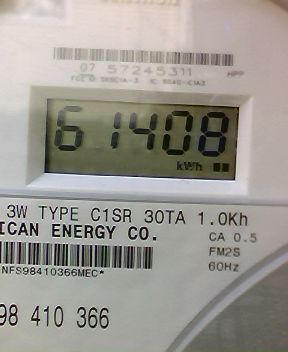 07 57245311 HPP
61408
kWh
3W TYPE C1SR 30TA 1.0Kh
ICAN ENERGY CO.
CA 0.5
FM2S
NFS98410366MEC*
60Hz
98 410 366